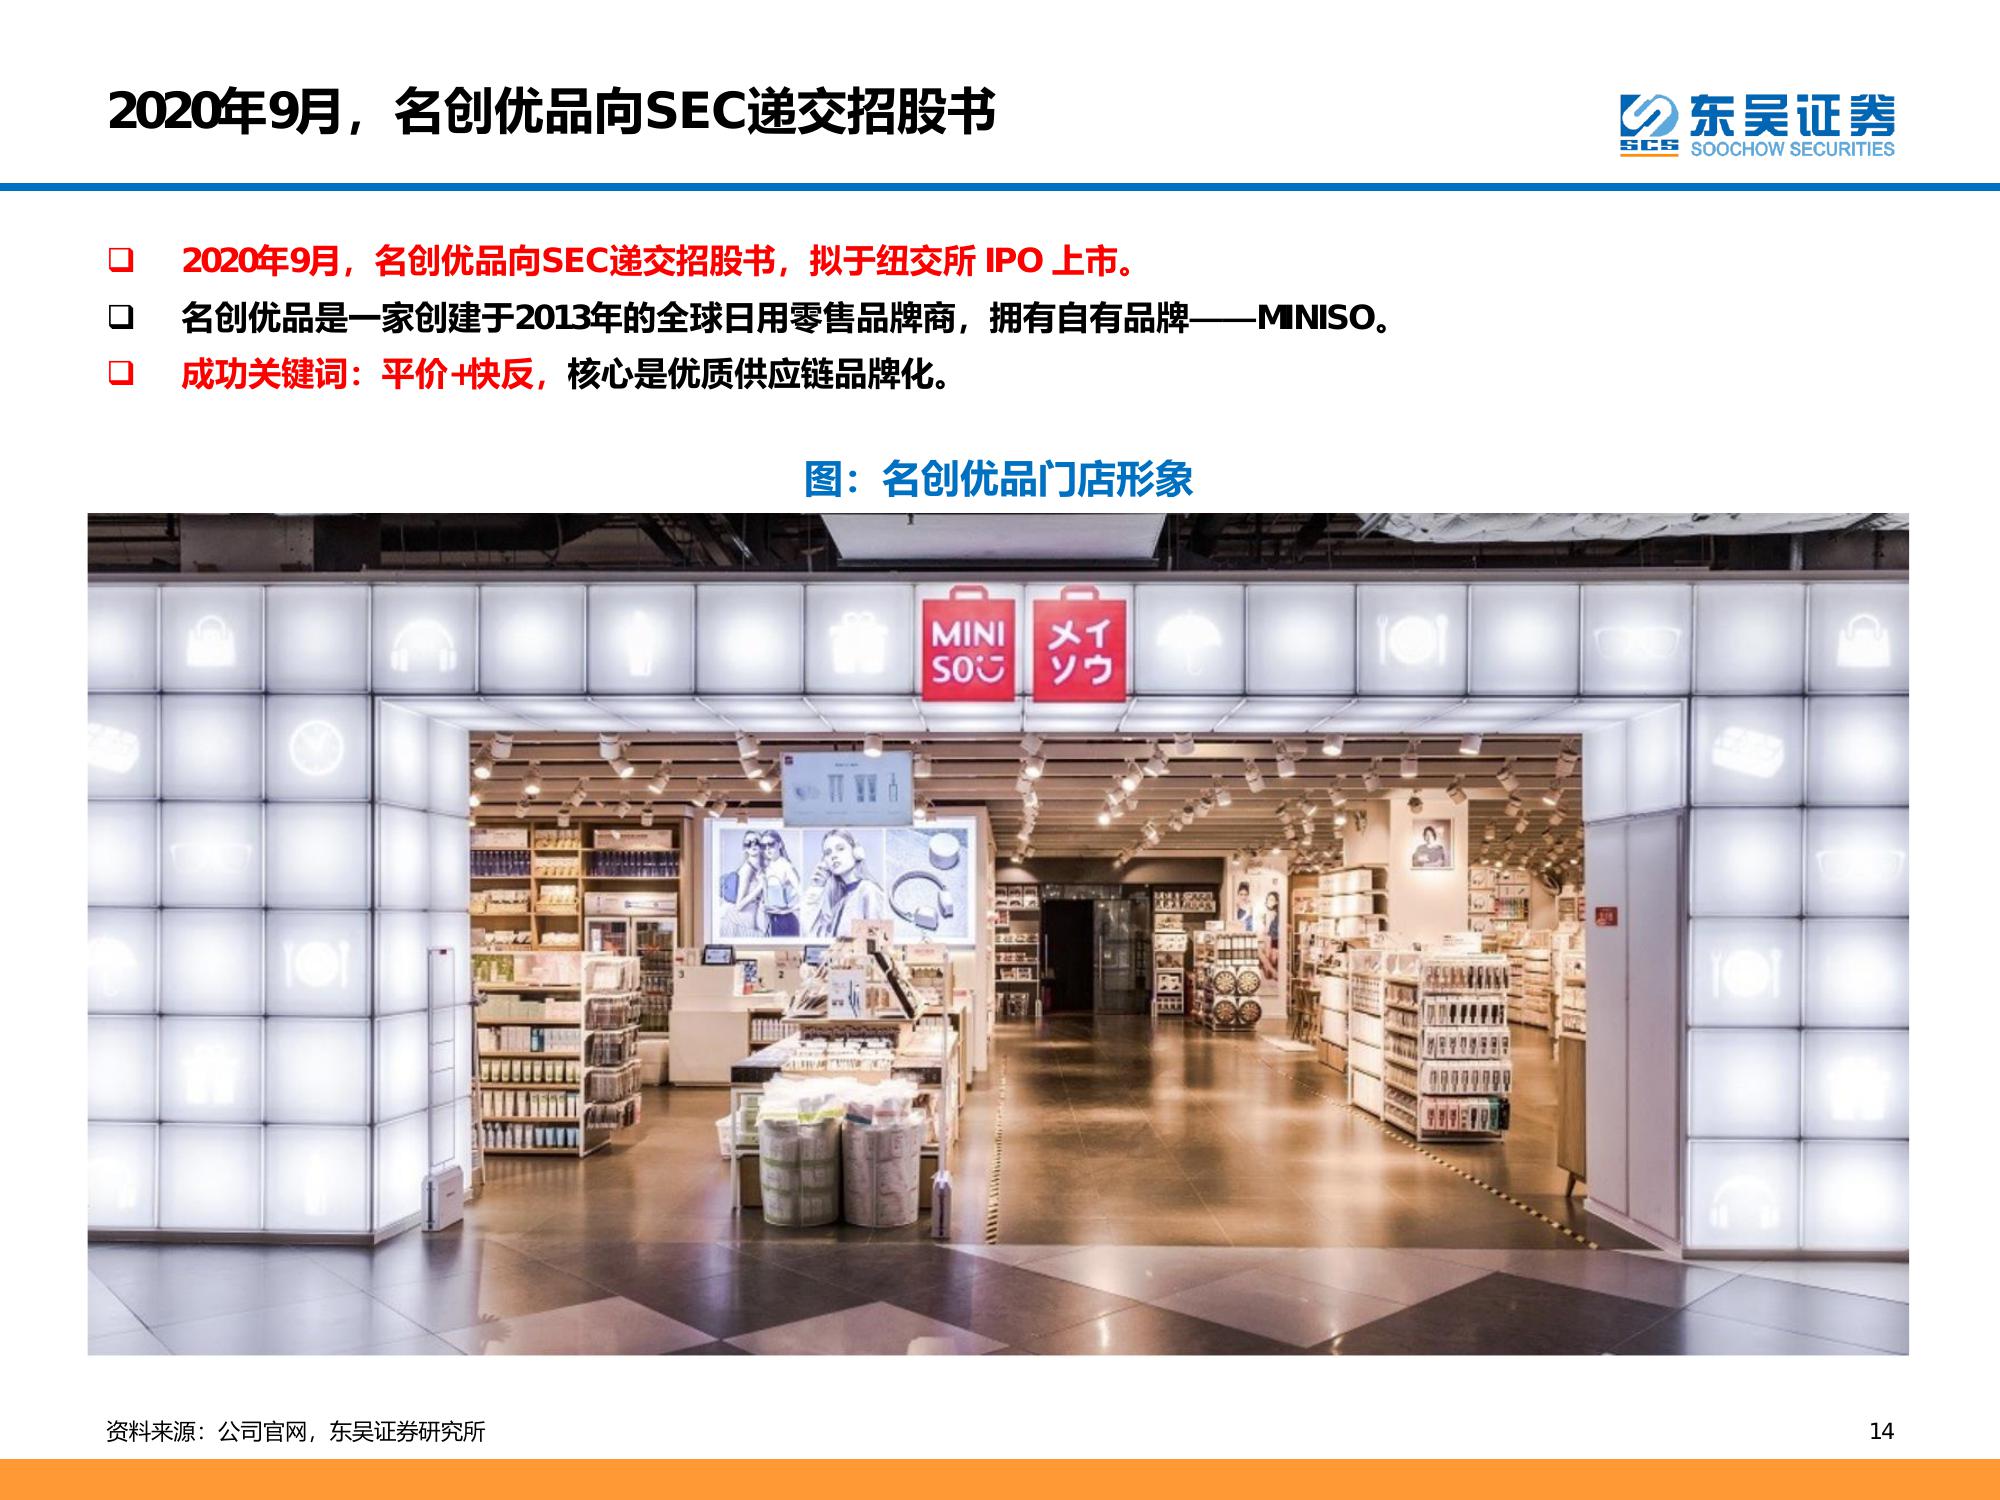 2020年9月，名创优品向SEC递交招股书
东吴证券
SCS
SOOCHOW SECURITIES
❑ 2020年9月，名创优品向SEC递交招股书，拟于纽交所 IPO 上市。
❑ 名创优品是一家创建于2013年的全球日用零售品牌商，拥有自有品牌——MINISO。
❑ 成功关键词：平价+快反，核心是优质供应链品牌化。
图：名创优品门店形象
MINI
SO
メイ
ソウ
3
2
资料来源：公司官网，东吴证券研究所
14